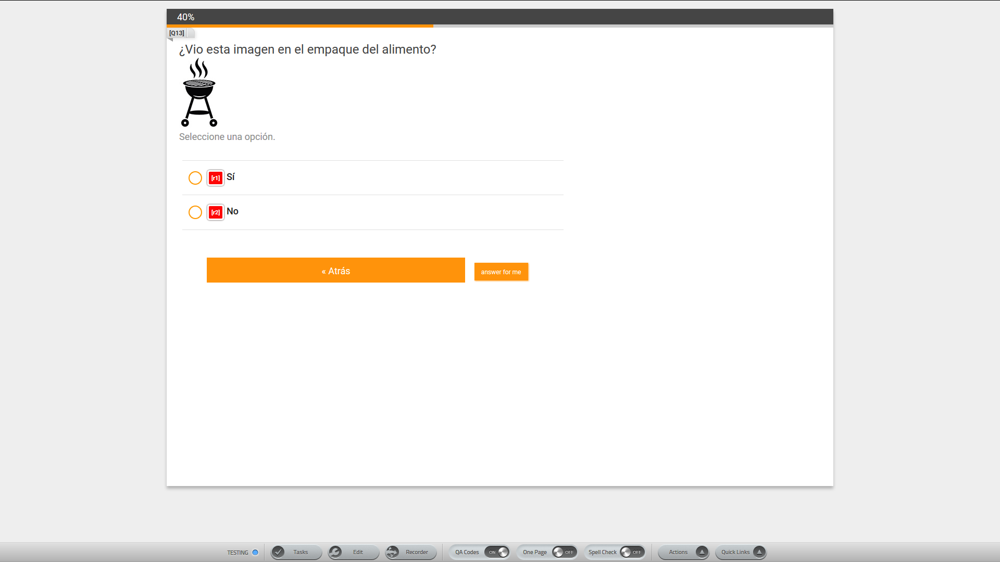 40%
[Q13]
¿Vio esta imagen en el empaque del alimento?
Seleccione una opción.
[r1] Sí
[r2] No
« Atrás
answer for me
TESTING
Tasks
Edit
Recorder
QA Codes ON
One Page OFF
Spell Check OFF
Actions
Quick Links